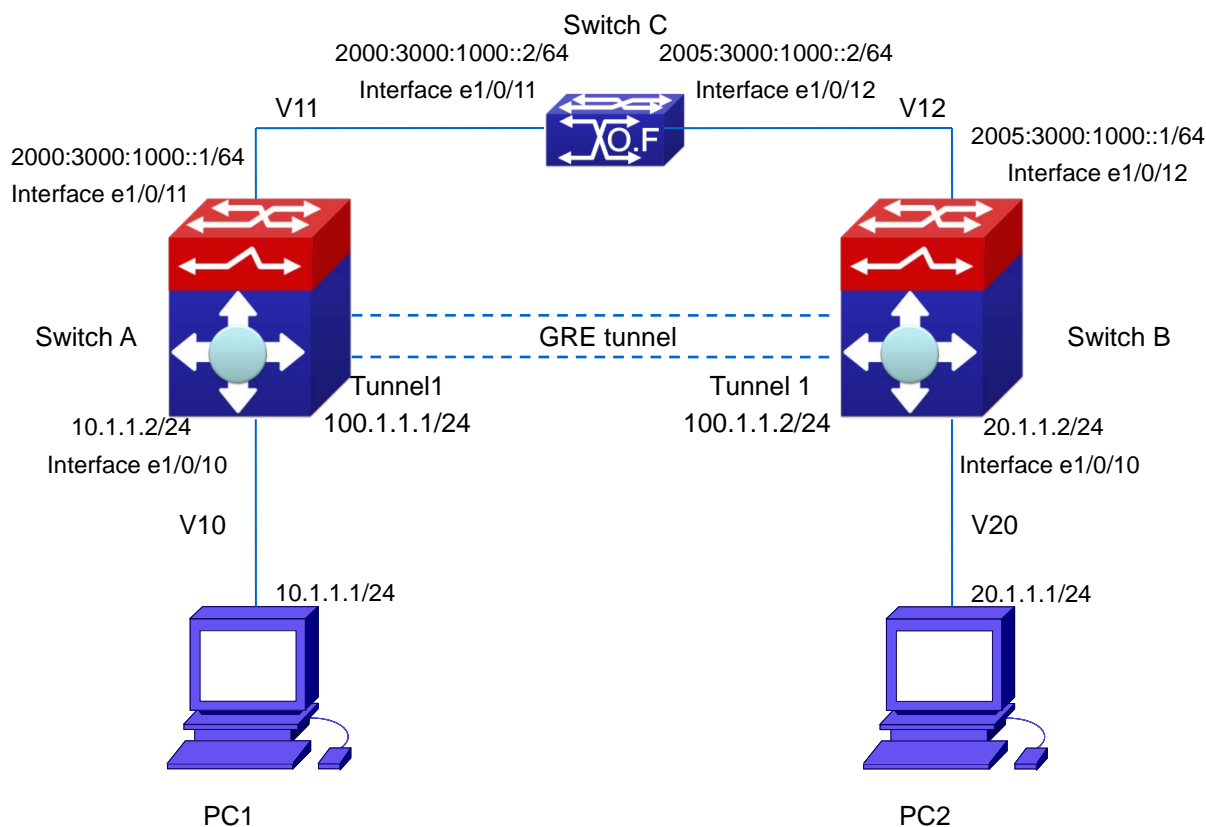 Switch C
2000:3000:1000::2/64 2005:3000:1000::2/64
Interface e1/0/11 Interface e1/0/12
V11 V12
O.F
2000:3000:1000::1/64
Interface e1/0/11
2005:3000:1000::1/64
Interface e1/0/12
Switch A GRE tunnel Switch B
Tunnel1 Tunnel 1
100.1.1.1/24 100.1.1.2/24
10.1.1.2/24 20.1.1.2/24
Interface e1/0/10 Interface e1/0/10
V10 V20
10.1.1.1/24 20.1.1.1/24
PC1 PC2